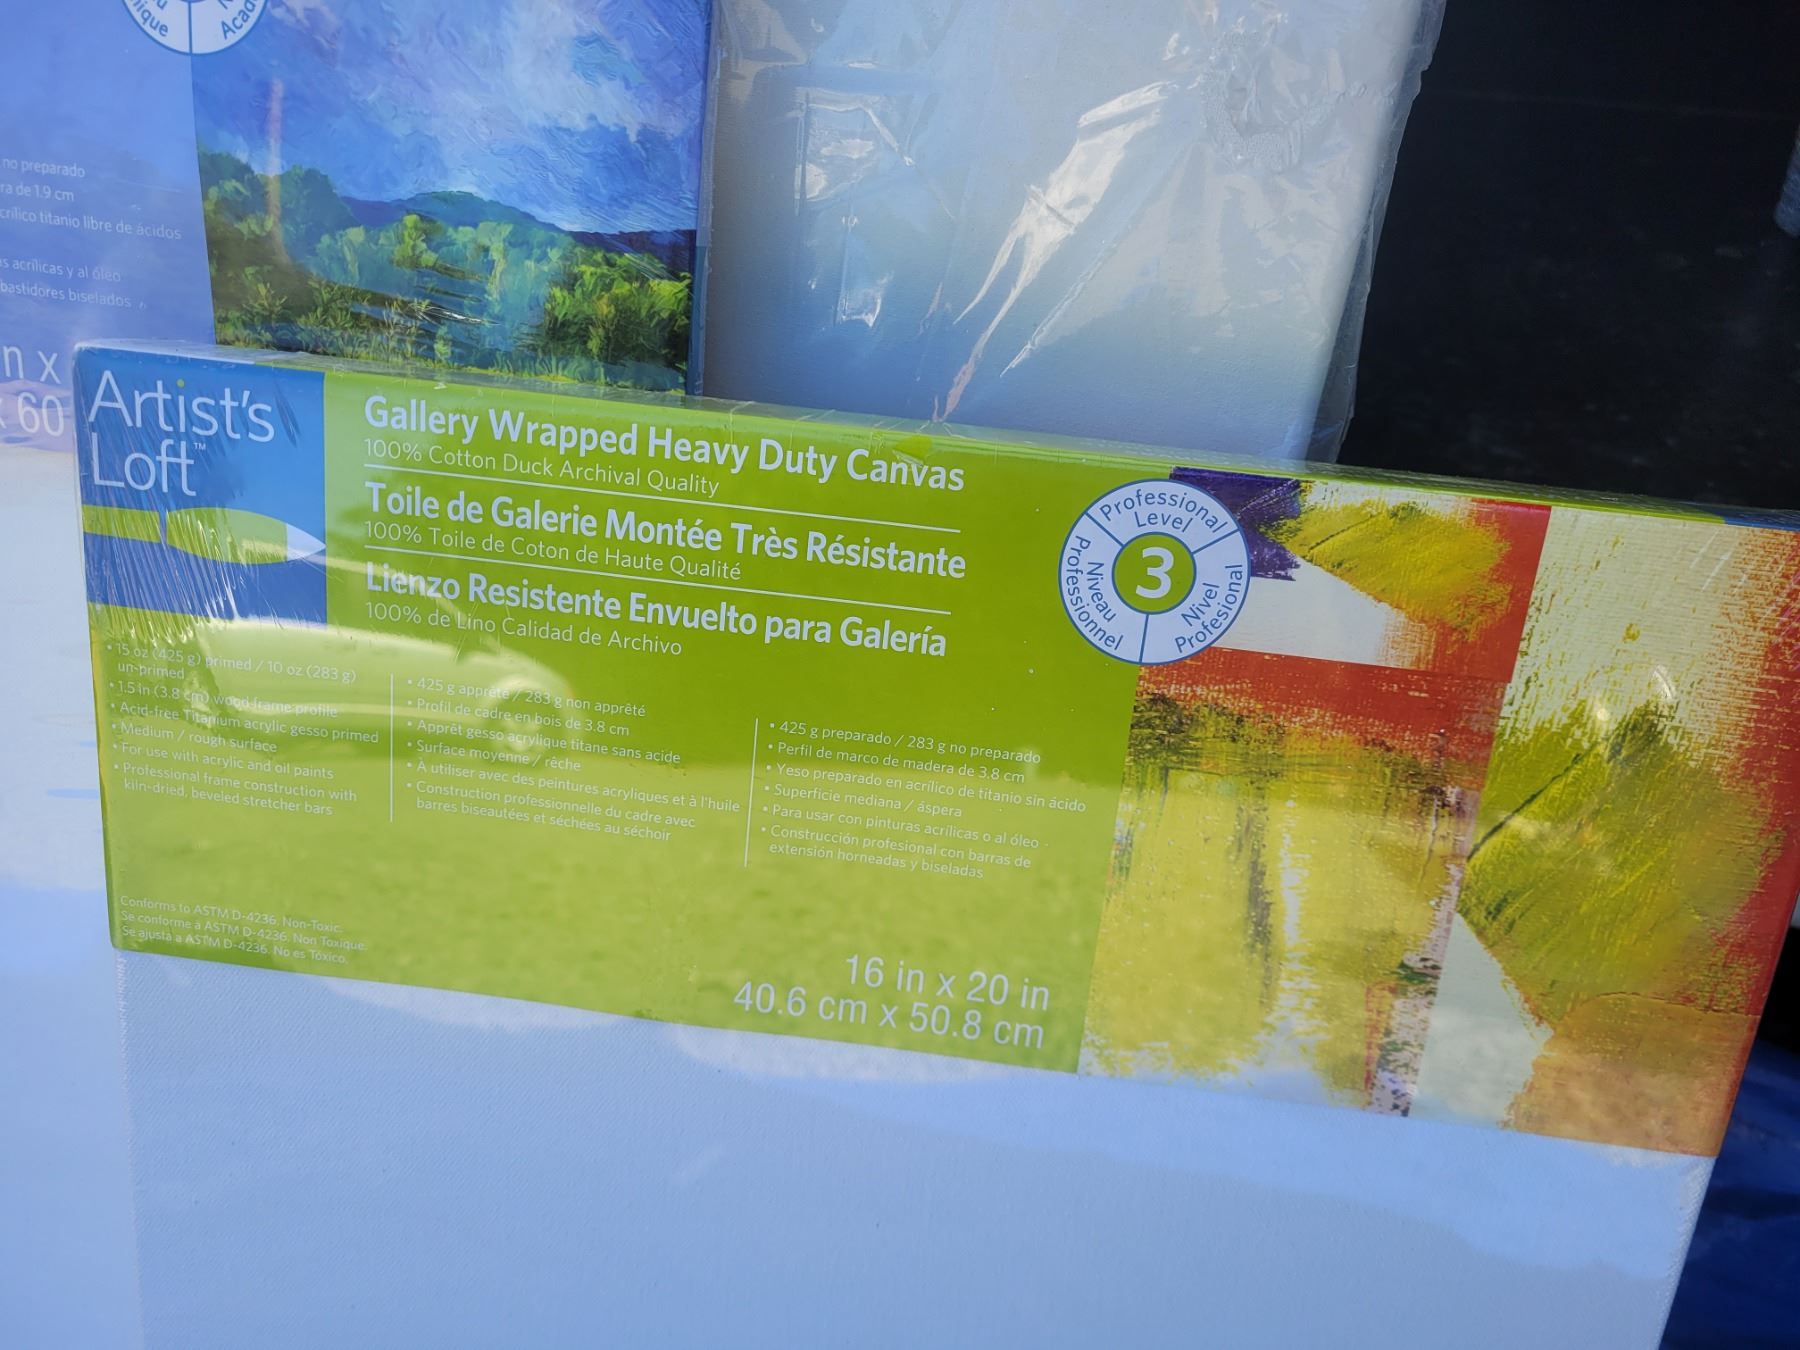 no preparado
ra de 1.9 cm
crílico titanio libre de ácidos
s acrílicas y al óleo
bastidores biselados
n x
x 60
Artist's
Loft™
Gallery Wrapped Heavy Duty Canvas
100% Cotton Duck Archival Quality
Toile de Galerie Montée Très Résistante
100% Toile de Coton de Haute Qualité
Lienzo Resistente Envuelto para Galería
100% de Lino Calidad de Archivo
Professional
Level
3
Niveau
Professionnel
Nivel
Profesional
• 15 oz (425 g) primed / 10 oz (283 g)
un-primed
• 1.5 in (3.8 cm) wood frame profile
• Acid-free Titanium acrylic gesso primed
• Medium / rough surface
• For use with acrylic and oil paints
• Professional frame construction with
kiln-dried, beveled stretcher bars
• 425 g apprêté / 283 g non apprêté
• Profil de cadre en bois de 3.8 cm
• Apprêt gesso acrylique titane sans acide
• Surface moyenne / rêche
• À utiliser avec des peintures acryliques et à l'huile
• Construction professionnelle du cadre avec
barres biseautées et séchées au séchoir
• 425 g preparado / 283 g no preparado
• Perfil de marco de madera de 3.8 cm
• Yeso preparado en acrílico de titanio sin ácido
• Superficie mediana / áspera
• Para usar con pinturas acrílicas o al óleo
• Construcción profesional con barras de
extensión horneadas y biseladas
Conforms to ASTM D-4236. Non-Toxic.
Se conforme à ASTM D-4236. Non Toxique.
Se ajusta a ASTM D-4236. No es Tóxico.
16 in x 20 in
40.6 cm x 50.8 cm